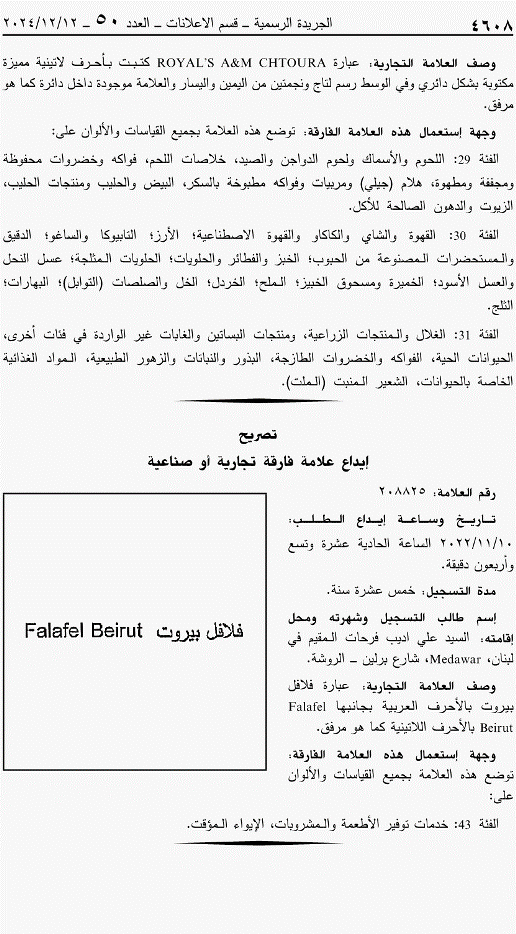 ٤٦٠٨ الجريدة الرسمية ــ قسم الاعلانات ــ العدد ٥٠ ــ ٢٠٢٤/١٢/١٢
وصف العلامة التجارية: عبارة ROYAL'S A&M CHTOURA كتبت بأحرف لاتينية مميزة
مكتوبة بشكل دائري وفي الوسط رسم لتاج ونجمتين من اليمين واليسار والعلامة موجودة داخل دائرة كما هو
مرفق.
وجهة إستعمال هذه العلامة الفارقة: توضع هذه العلامة بجميع القياسات والألوان على:
الفئة 29: اللحوم والأسماك ولحوم الدواجن والصيد، خلاصات اللحم، فواكه وخضروات محفوظة
ومجففة ومطهوة، هلام (جيلي) ومربيات وفواكه مطبوخة بالسكر، البيض والحليب ومنتجات الحليب،
الزيوت والدهون الصالحة للأكل.
الفئة 30: القهوة والشاي والكاكاو والقهوة الاصطناعية؛ الأرز؛ التابيوكا والساغو؛ الدقيق
والمستحضرات المصنوعة من الحبوب؛ الخبز والفطائر والحلويات؛ الحلويات المثلجة؛ عسل النحل
والعسل الأسود؛ الخميرة ومسحوق الخبيز؛ الملح؛ الخردل؛ الخل والصلصات (التوابل)؛ البهارات؛
الثلج.
الفئة 31: الغلال والمنتجات الزراعية، ومنتجات البساتين والغابات غير الواردة في فئات أخرى،
الحيوانات الحية، الفواكه والخضروات الطازجة، البذور والنباتات والزهور الطبيعية، المواد الغذائية
الخاصة بالحيوانات، الشعير المنبت (الملت).
تصريح
إيداع علامة فارقة تجارية أو صناعية
رقم العلامة: ٢٠٨٨٢٥
تاريخ وساعة إيداع الطلب:
٢٠٢٢/١١/١٠ الساعة الحادية عشرة وتسع
وأربعون دقيقة.
مدة التسجيل: خمس عشرة سنة.
إسم طالب التسجيل وشهرته ومحل
إقامته: السيد علي اديب فرحات المقيم في
لبنان، Medawar، شارع برلين ــ الروشة.
وصف العلامة التجارية: عبارة فلافل
بيروت بالأحرف العربية بجانبها Falafel
Beirut بالأحرف اللاتينية كما هو مرفق.
وجهة إستعمال هذه العلامة الفارقة:
توضع هذه العلامة بجميع القياسات والألوان
على:
فلافل بيروت Falafel Beirut
الفئة 43: خدمات توفير الأطعمة والمشروبات، الإيواء المؤقت.